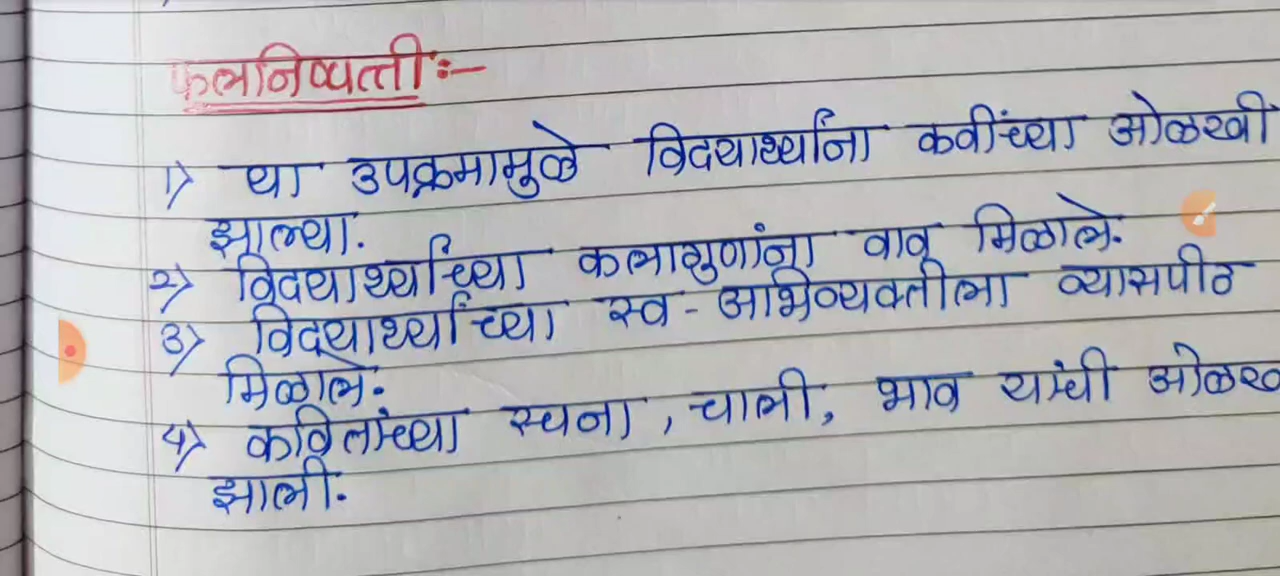 फलनिष्पत्ती :-
1) या उपक्रमामुळे विद्यार्थ्यांना कवींच्या ओळखी
झाल्या.
2) विद्यार्थ्यांच्या कलागुणांना वाव मिळाले.
3) विद्यार्थ्यांच्या स्व - अभिव्यक्तीला व्यासपीठ
मिळाले.
4) कवितांच्या रचना, चाली, भाव यांची ओळख
झाली.